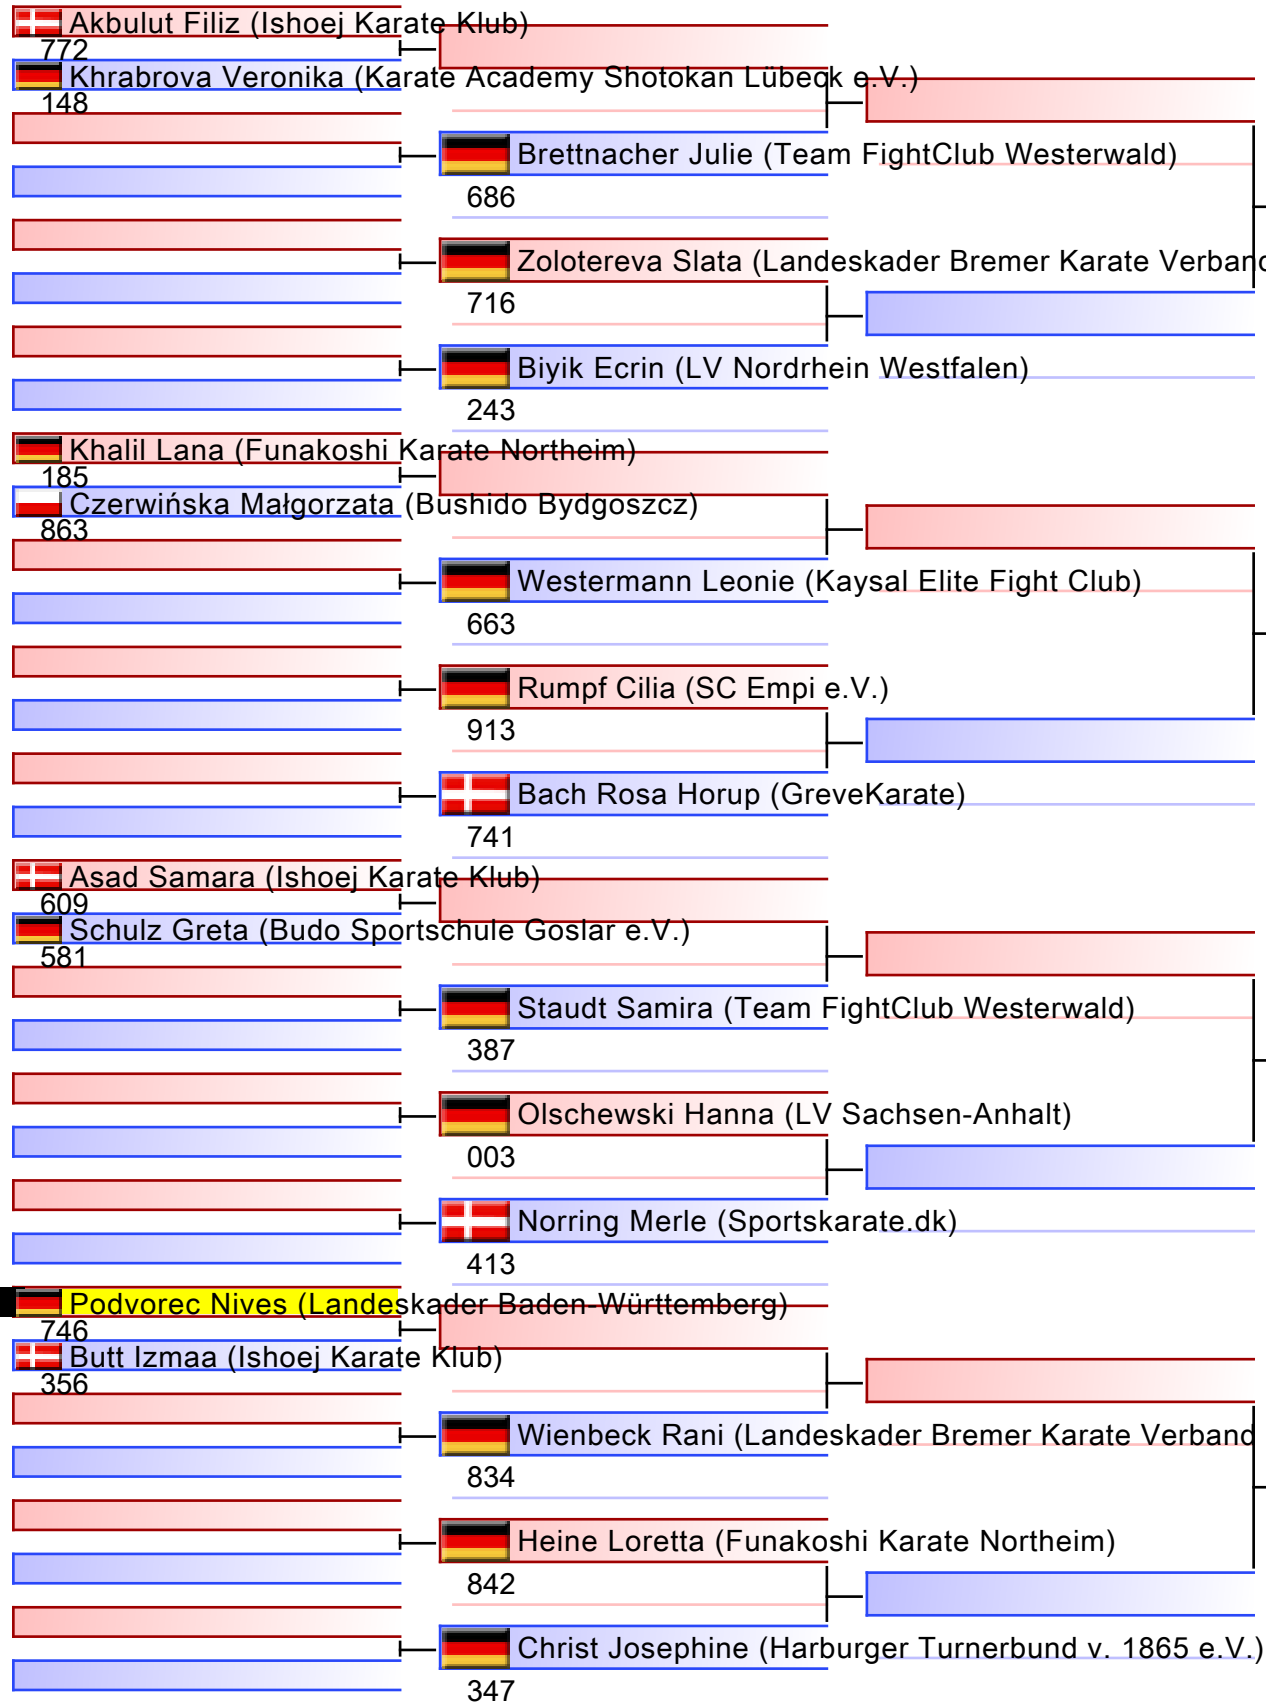 Akbulut Filiz (Ishoej Karate Klub)
772
Khrabrova Veronika (Karate Academy Shotokan Lübeck e.V.)
148
Brettnacher Julie (Team FightClub Westerwald)
686
Zolotereva Slata (Landeskader Bremer Karate Verband
716
Biyik Ecrin (LV Nordrhein Westfalen)
243
Khalil Lana (Funakoshi Karate Northeim)
185
Czerwińska Małgorzata (Bushido Bydgoszcz)
863
Westermann Leonie (Kaysal Elite Fight Club)
663
Rumpf Cilia (SC Empi e.V.)
913
Bach Rosa Horup (GreveKarate)
741
Asad Samara (Ishoej Karate Klub)
609
Schulz Greta (Budo Sportschule Goslar e.V.)
581
Staudt Samira (Team FightClub Westerwald)
387
Olschewski Hanna (LV Sachsen-Anhalt)
003
Norring Merle (Sportskarate.dk)
413
Podvorec Nives (Landeskader Baden-Württemberg)
746
Butt Izmaa (Ishoej Karate Klub)
356
Wienbeck Rani (Landeskader Bremer Karate Verband
834
Heine Loretta (Funakoshi Karate Northeim)
842
Christ Josephine (Harburger Turnerbund v. 1865 e.V.)
347